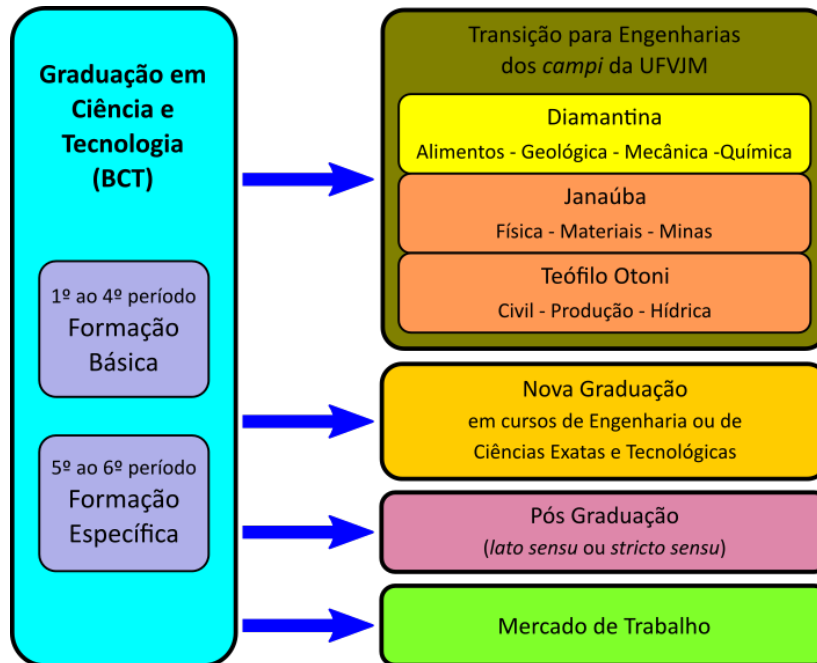 Graduação em
Ciência e
Tecnologia
(BCT)
1º ao 4º período
Formação
Básica
5º ao 6º período
Formação
Específica
Transição para Engenharias
dos campi da UFVJM
Diamantina
Alimentos - Geológica - Mecânica -Química
Janaúba
Física - Materiais - Minas
Teófilo Otoni
Civil - Produção - Hídrica
Nova Graduação
em cursos de Engenharia ou de
Ciências Exatas e Tecnológicas
Pós Graduação
(lato sensu ou stricto sensu)
Mercado de Trabalho